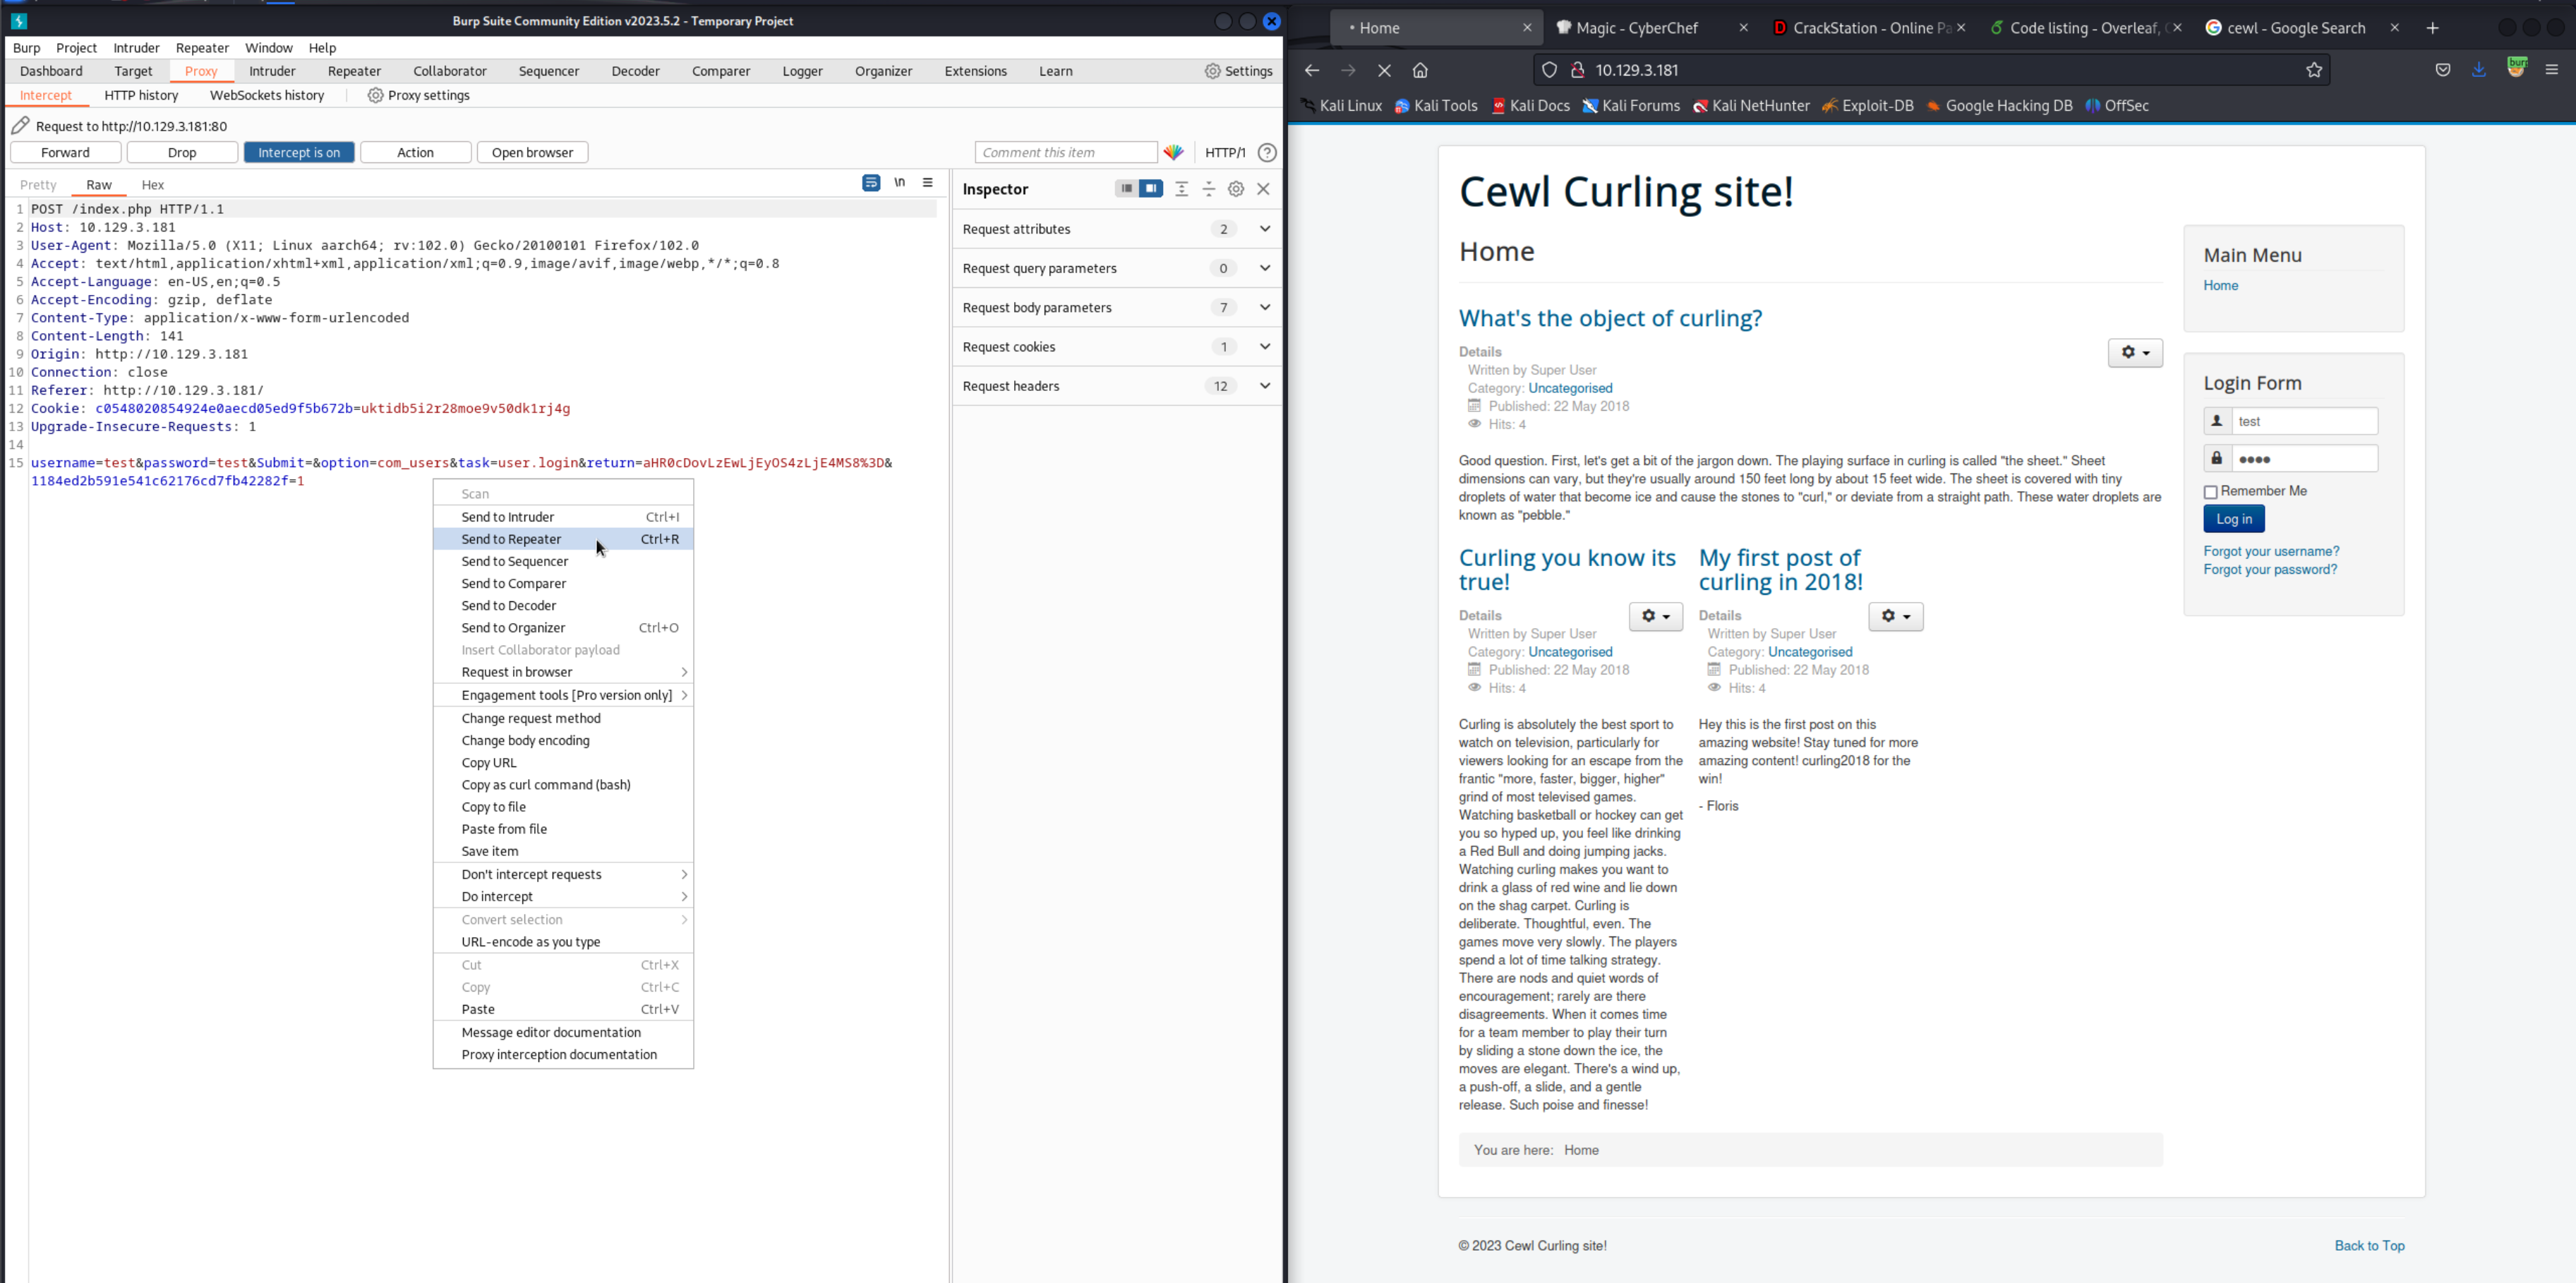 Burp Suite Community Edition v2023.5.2 - Temporary Project
Burp Project Intruder Repeater Window Help
Dashboard Target Proxy Intruder Repeater Collaborator Sequencer Decoder Comparer Logger Organizer Extensions Learn Settings
Intercept HTTP history WebSockets history Proxy settings
Request to http://10.129.3.181:80
Forward Drop Intercept is on Action Open browser Comment this item HTTP/1
Pretty Raw Hex \n
1 POST /index.php HTTP/1.1
2 Host: 10.129.3.181
3 User-Agent: Mozilla/5.0 (X11; Linux aarch64; rv:102.0) Gecko/20100101 Firefox/102.0
4 Accept: text/html,application/xhtml+xml,application/xml;q=0.9,image/avif,image/webp,*/*;q=0.8
5 Accept-Language: en-US,en;q=0.5
6 Accept-Encoding: gzip, deflate
7 Content-Type: application/x-www-form-urlencoded
8 Content-Length: 141
9 Origin: http://10.129.3.181
10 Connection: close
11 Referer: http://10.129.3.181/
12 Cookie: c0548020854924e0aecd05ed9f5b672b=uktidb5i2r28moe9v50dk1rj4g
13 Upgrade-Insecure-Requests: 1
14
15 username=test&password=test&Submit=&option=com_users&task=user.login&return=aHR0cDovLzEwLjEyOS4zLjE4MS8%3D&
1184ed2b591e541c62176cd7fb42282f=1
Scan
Send to Intruder Ctrl+I
Send to Repeater Ctrl+R
Send to Sequencer
Send to Comparer
Send to Decoder
Send to Organizer Ctrl+O
Insert Collaborator payload
Request in browser
Engagement tools [Pro version only]
Change request method
Change body encoding
Copy URL
Copy as curl command (bash)
Copy to file
Paste from file
Save item
Don't intercept requests
Do intercept
Convert selection
URL-encode as you type
Cut Ctrl+X
Copy Ctrl+C
Paste Ctrl+V
Message editor documentation
Proxy interception documentation
Inspector
Request attributes 2
Request query parameters 0
Request body parameters 7
Request cookies 1
Request headers 12
Home Magic - CyberChef CrackStation - Online Pa Code listing - Overleaf, cewl - Google Search
10.129.3.181
Kali Linux Kali Tools Kali Docs Kali Forums Kali NetHunter Exploit-DB Google Hacking DB OffSec
Cewl Curling site!
Home
What's the object of curling?
Details
Written by Super User
Category: Uncategorised
Published: 22 May 2018
Hits: 4
Good question. First, let's get a bit of the jargon down. The playing surface in curling is called "the sheet." Sheet
dimensions can vary, but they're usually around 150 feet long by about 15 feet wide. The sheet is covered with tiny
droplets of water that become ice and cause the stones to "curl," or deviate from a straight path. These water droplets are
known as "pebble."
Curling you know its
true!
Details
Written by Super User
Category: Uncategorised
Published: 22 May 2018
Hits: 4
Curling is absolutely the best sport to
watch on television, particularly for
viewers looking for an escape from the
frantic "more, faster, bigger, higher"
grind of most televised games.
Watching basketball or hockey can get
you so hyped up, you feel like drinking
a Red Bull and doing jumping jacks.
Watching curling makes you want to
drink a glass of red wine and lie down
on the shag carpet. Curling is
deliberate. Thoughtful, even. The
games move very slowly. The players
spend a lot of time talking strategy.
There are nods and quiet words of
encouragement; rarely are there
disagreements. When it comes time
for a team member to play their turn
by sliding a stone down the ice, the
moves are elegant. There's a wind up,
a push-off, a slide, and a gentle
release. Such poise and finesse!
My first post of
curling in 2018!
Details
Written by Super User
Category: Uncategorised
Published: 22 May 2018
Hits: 4
Hey this is the first post on this
amazing website! Stay tuned for more
amazing content! curling2018 for the
win!
- Floris
You are here: Home
Main Menu
Home
Login Form
test
Remember Me
Log in
Forgot your username?
Forgot your password?
© 2023 Cewl Curling site!
Back to Top